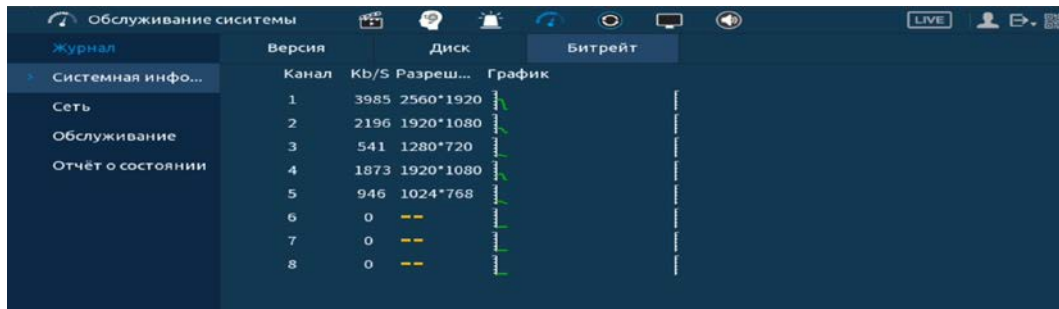 Обслуживание сиситемы LIVE
Журнал Версия Диск Битрейт
Системная инфо... Канал Kb/S Разреш... График
Сеть 1 3985 2560*1920
2 2196 1920*1080
Обслуживание 3 541 1280*720
Отчёт о состоянии 4 1873 1920*1080
5 946 1024*768
6 0 --
7 0 --
8 0 --